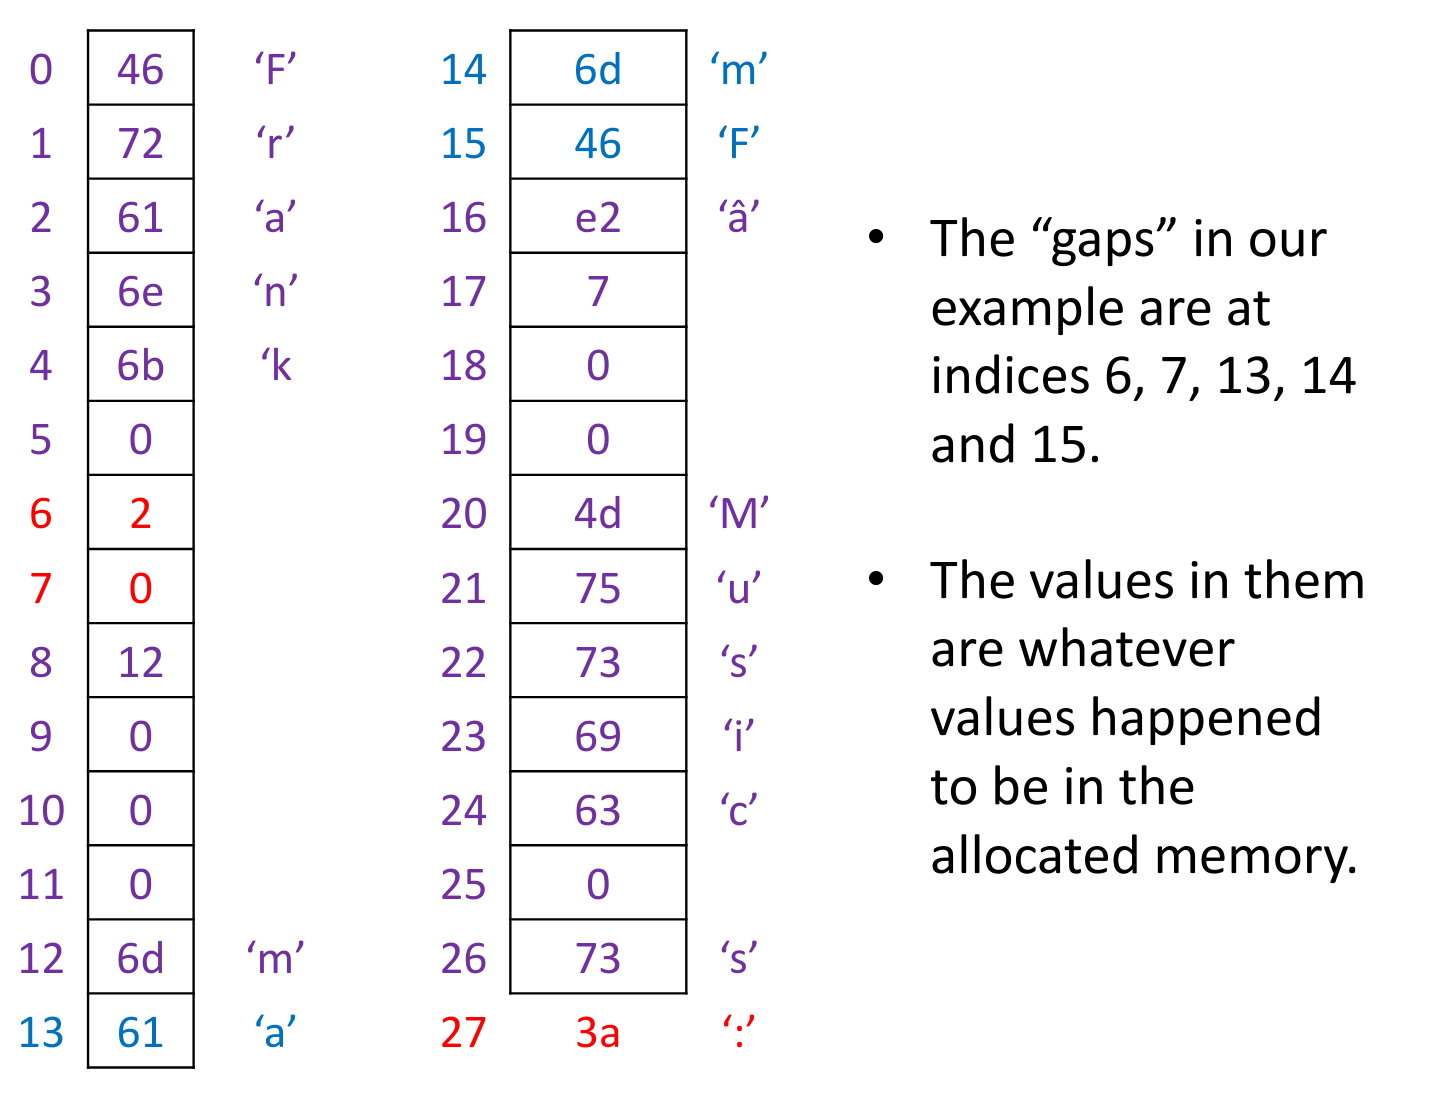 0 46 ‘F’
1 72 ‘r’
2 61 ‘a’
3 6e ‘n’
4 6b ‘k
5 0
6 2
7 0
8 12
9 0
10 0
11 0
12 6d ‘m’
13 61 ‘a’
14 6d ‘m’
15 46 ‘F’
16 e2 ‘â’
17 7
18 0
19 0
20 4d ‘M’
21 75 ‘u’
22 73 ‘s’
23 69 ‘i’
24 63 ‘c’
25 0
26 73 ‘s’
27 3a ‘:’
• The “gaps” in our
example are at
indices 6, 7, 13, 14
and 15.
• The values in them
are whatever
values happened
to be in the
allocated memory.